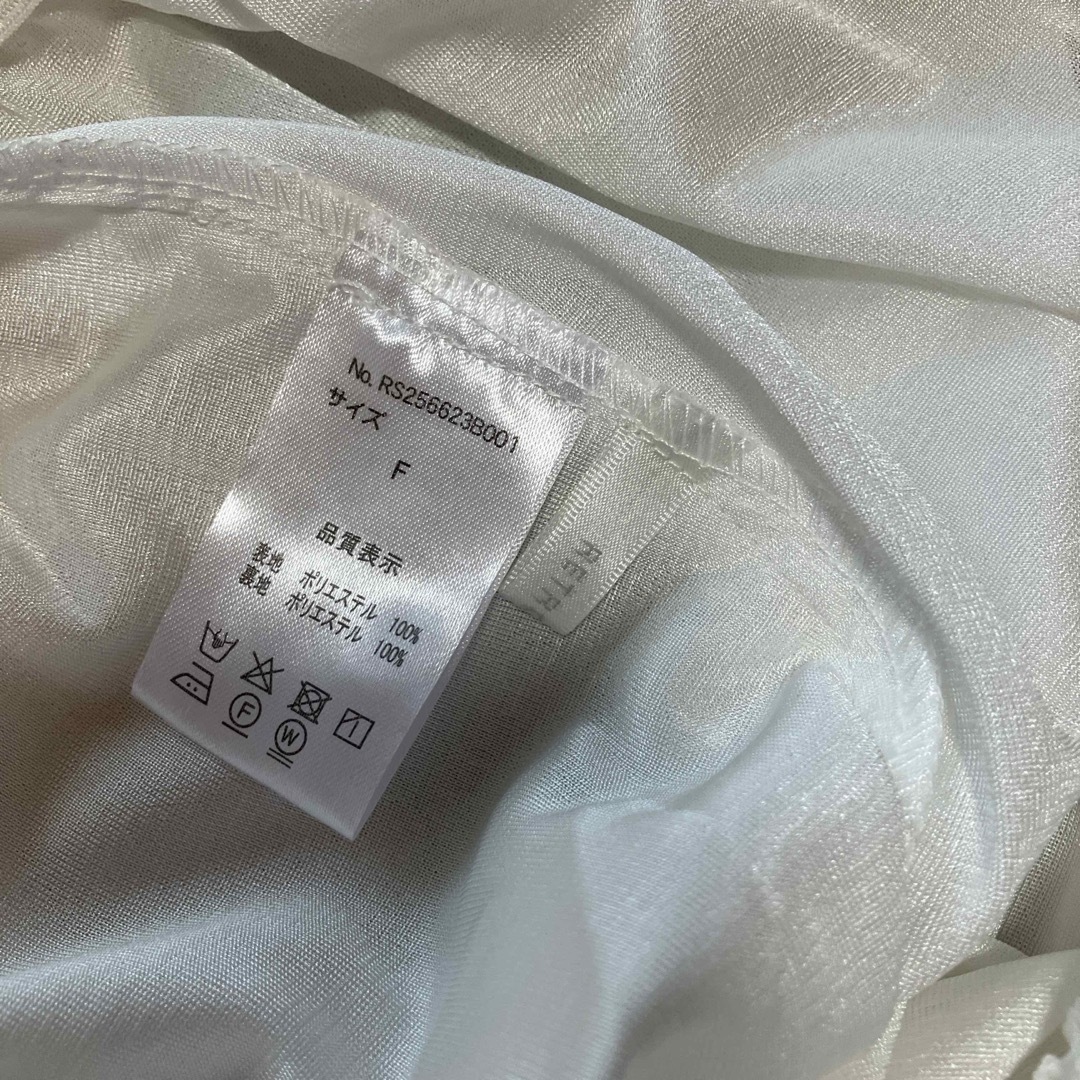 No. RS256623B001
サイズ
F
品質表示
表地 ポリエステル 100%
裏地 ポリエステル 100%
F
W
RETR